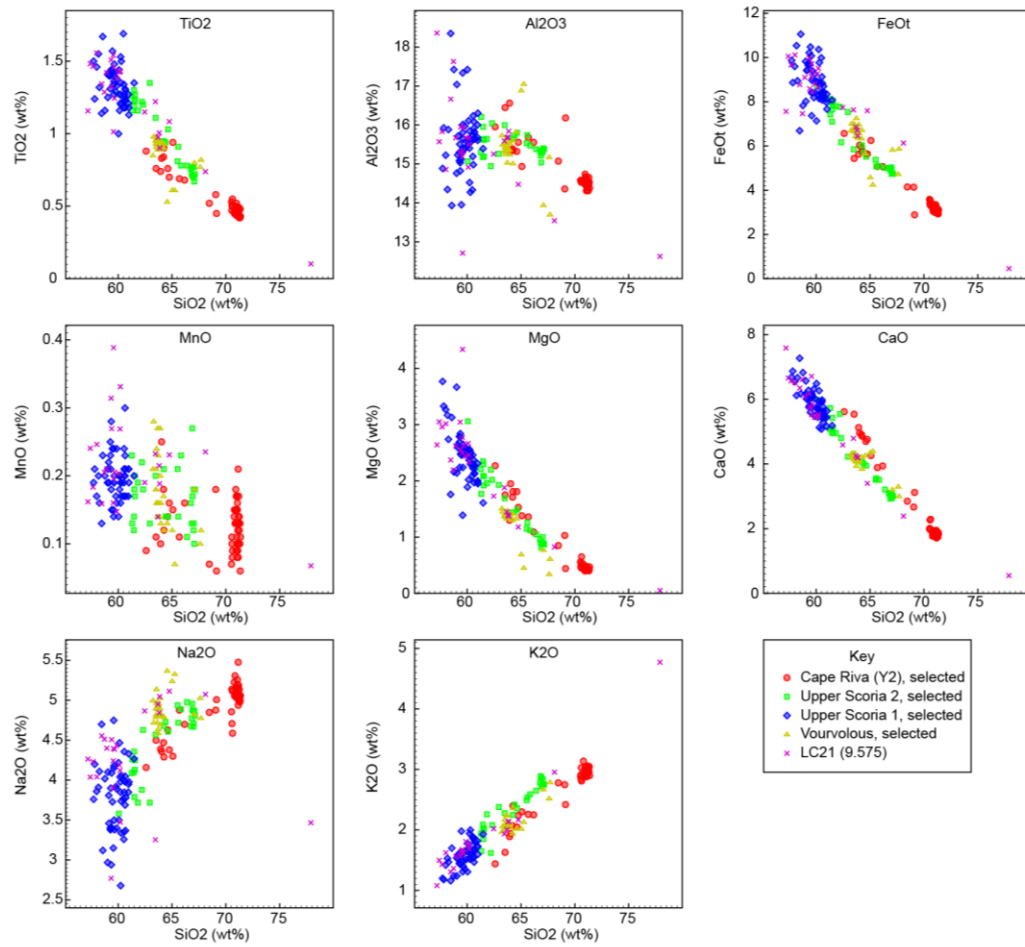 TiO2
TiO2 (wt%)
1.5
1
0.5
0
60 65 70 75
SiO2 (wt%)
Al2O3
Al2O3 (wt%)
18
17
16
15
14
13
60 65 70 75
SiO2 (wt%)
FeOt
FeOt (wt%)
12
10
8
6
4
2
0
60 65 70 75
SiO2 (wt%)
MnO
MnO (wt%)
0.4
0.3
0.2
0.1
60 65 70 75
SiO2 (wt%)
MgO
MgO (wt%)
4
3
2
1
0
60 65 70 75
SiO2 (wt%)
CaO
CaO (wt%)
8
6
4
2
0
60 65 70 75
SiO2 (wt%)
Na2O
Na2O (wt%)
5.5
5
4.5
4
3.5
3
2.5
60 65 70 75
SiO2 (wt%)
K2O
K2O (wt%)
5
4
3
2
1
60 65 70 75
SiO2 (wt%)
Key
Cape Riva (Y2), selected
Upper Scoria 2, selected
Upper Scoria 1, selected
Vourvolous, selected
LC21 (9.575)